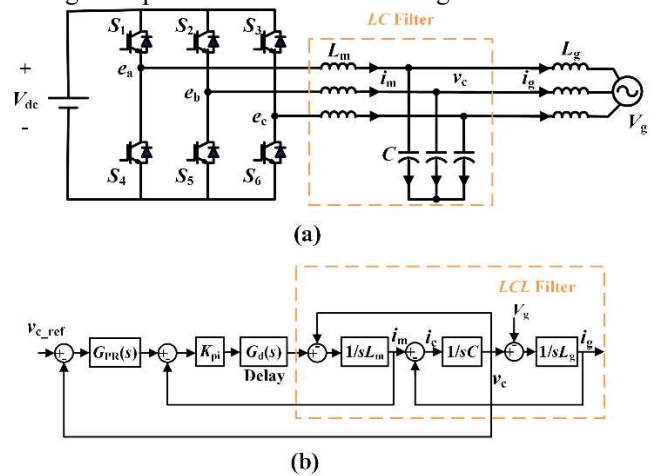 LC Filter
S1 S2 S3
Lm Lg
+ ea im vc ig
Vdc eb
- ec Vg
S4 S5 S6 C
(a)
LCL Filter
vc_ref Vg
im ic ig
GPR(s) Kpi Gd(s) 1/sLm 1/sC 1/sLg
Delay vc
(b)